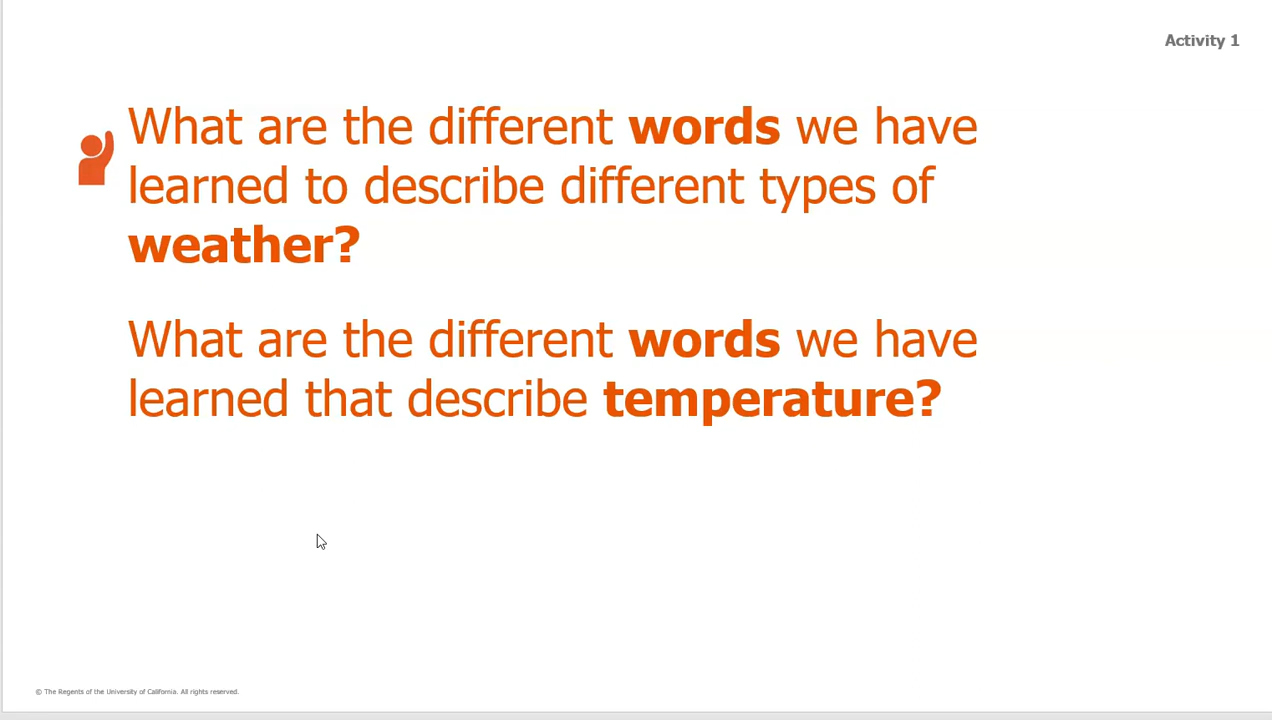 Activity 1
What are the different words we have
learned to describe different types of
weather?
What are the different words we have
learned that describe temperature?
© The Regents of the University of California. All rights reserved.